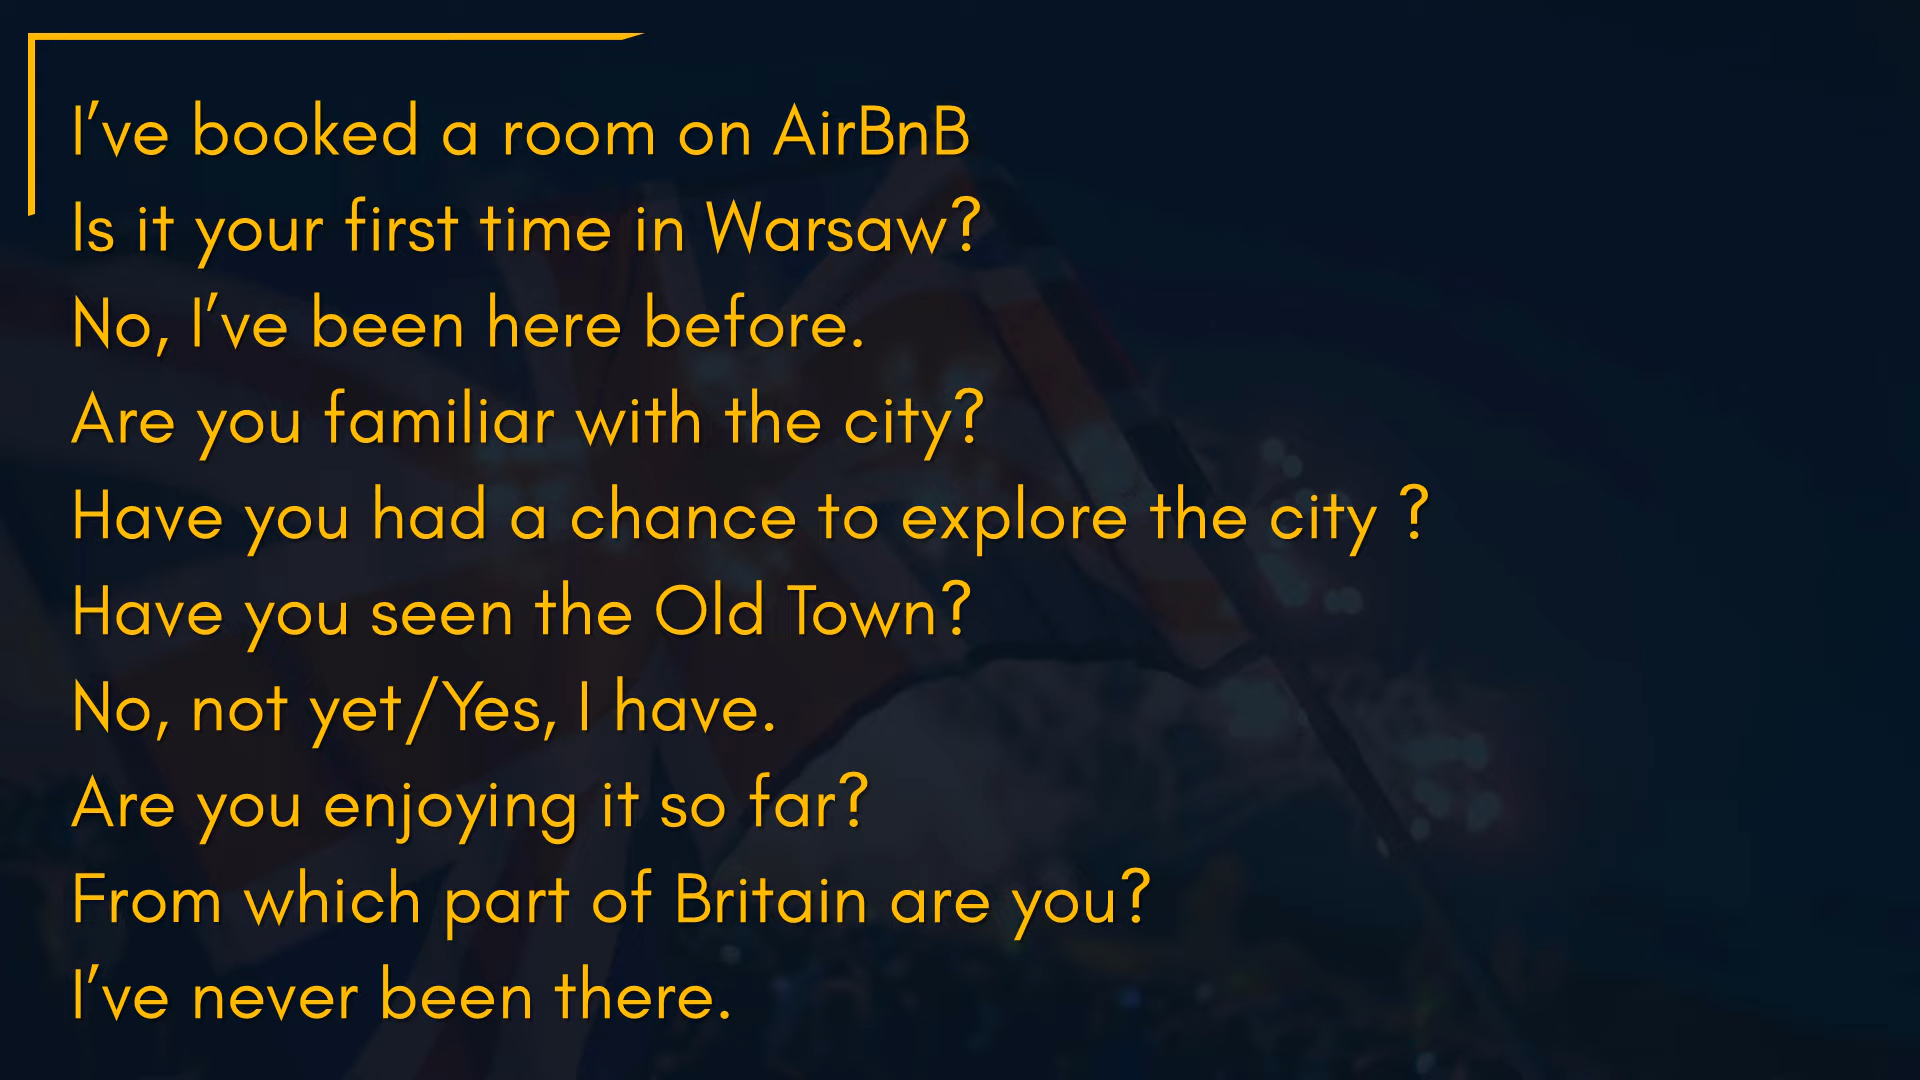 I’ve booked a room on AirBnB
Is it your first time in Warsaw?
No, I’ve been here before.
Are you familiar with the city?
Have you had a chance to explore the city ?
Have you seen the Old Town?
No, not yet/Yes, I have.
Are you enjoying it so far?
From which part of Britain are you?
I’ve never been there.